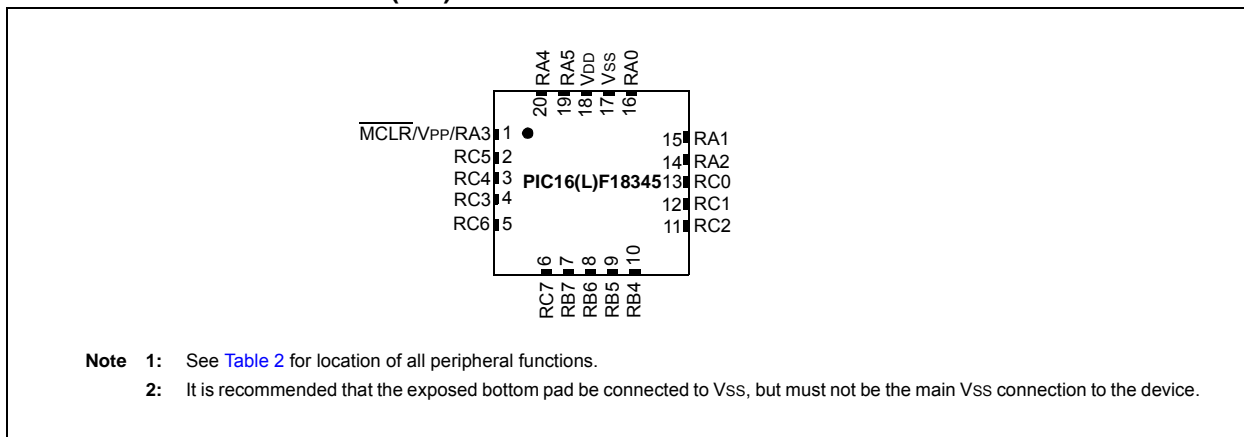 RA4
RA5
VDD
VSS
RA0
20
19
18
17
16
MCLR/VPP/RA3 1
RC5 2
RC4 3
RC3 4
RC6 5
PIC16(L)F18345
15 RA1
14 RA2
13 RC0
12 RC1
11 RC2
6
7
8
9
10
RC7
RB7
RB6
RB5
RB4
Note 1: See Table 2 for location of all peripheral functions.
2: It is recommended that the exposed bottom pad be connected to VSS, but must not be the main VSS connection to the device.